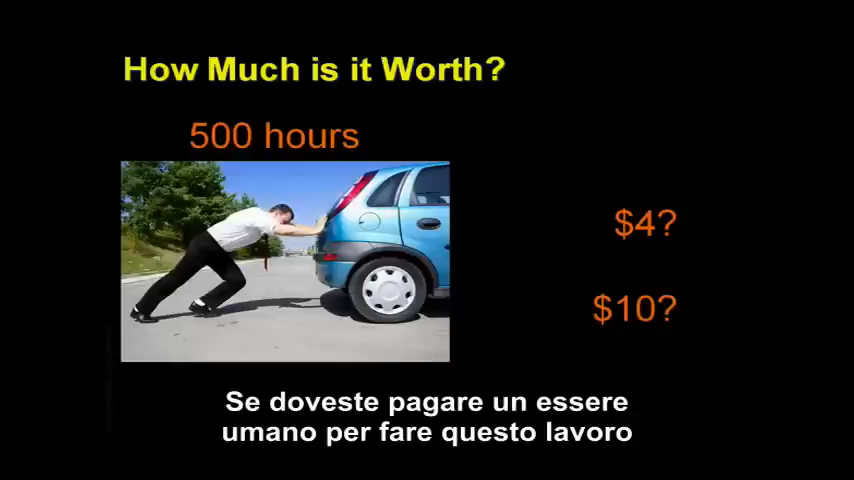 How Much is it Worth?
500 hours
$4?
$10?
Se doveste pagare un essere
umano per fare questo lavoro